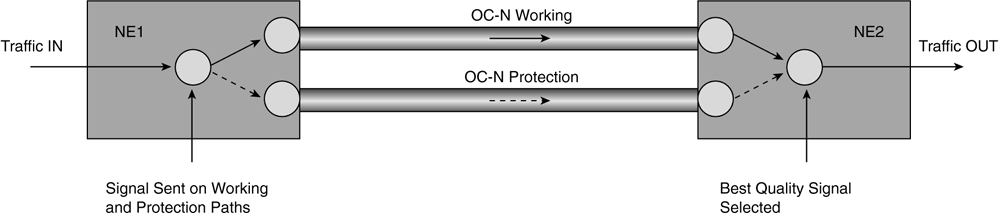 OC-N Working
Traffic IN
NE1
NE2
Traffic OUT
OC-N Protection
Signal Sent on Working
and Protection Paths
Best Quality Signal
Selected